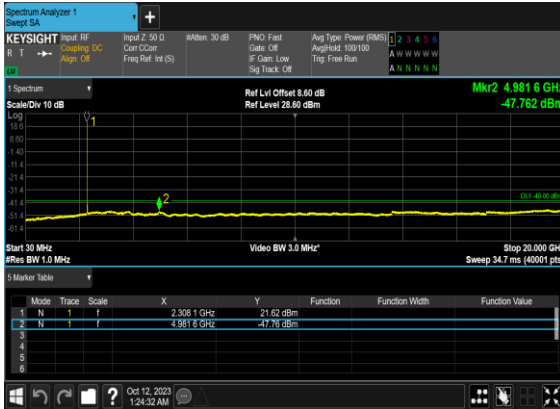 Spectrum Analyzer 1
Swept SA
+
KEYSIGHT Input: RF Input Z: 50 Ω #Atten: 30 dB PNO: Fast Avg Type: Power (RMS) 1 2 3 4 5 6
R T Coupling: DC Corr CCorr Gate: Off Avg|Hold: 100/100 A W W W W W
Align: Off Freq Ref: Int (S) IF Gain: Low Trig: Free Run
Sig Track: Off A N N N N N
1 Spectrum Ref Lvl Offset 8.60 dB Mkr2 4.981 6 GHz
Scale/Div 10 dB Ref Level 28.60 dBm -47.762 dBm
Log
18.6
8.60
-1.40
-11.4
-21.4
-31.4
-41.4
-51.4
-61.4
1
2
DL1 -40.00 dBm
Start 30 MHz Video BW 3.0 MHz* Stop 20.000 GHz
#Res BW 1.0 MHz Sweep 34.7 ms (40001 pts)
5 Marker Table
Mode Trace Scale X Y Function Function Width Function Value
1 N 1 f 2.308 1 GHz 21.62 dBm
2 N 1 f 4.981 6 GHz -47.76 dBm
3
4
5
6
? Oct 12, 2023
1:24:32 AM